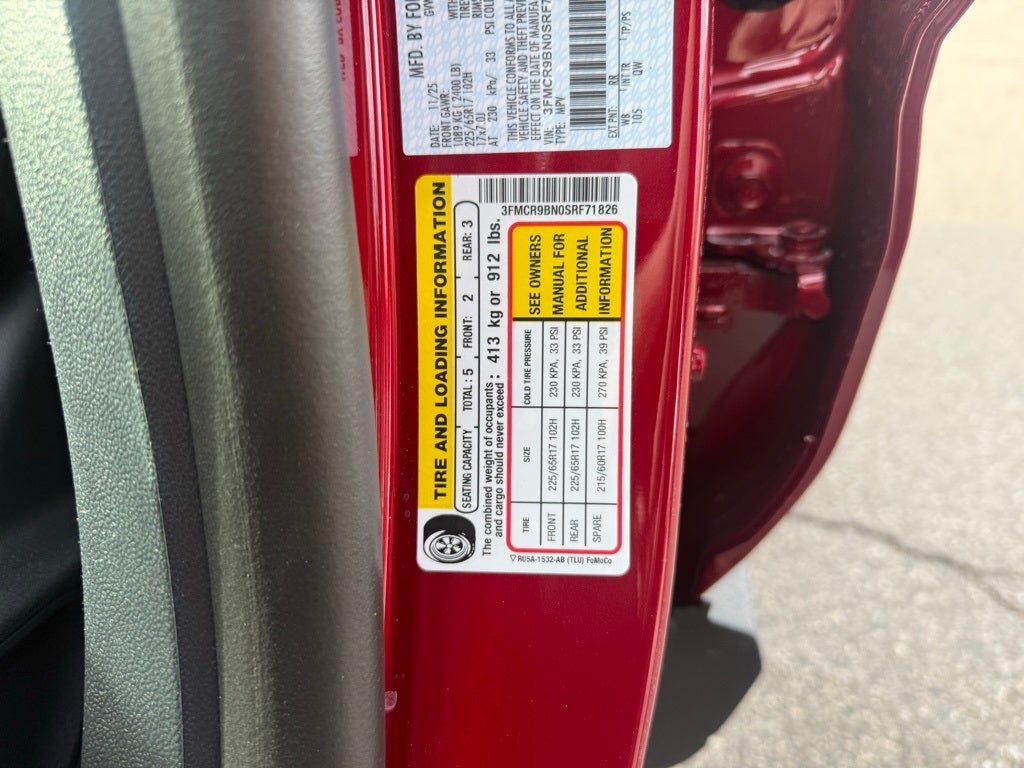 MFD. BY FO
DATE: 11/25
FRONT GAWR:
1089 KG ( 2400 LB)
225/65R17 102H
17x7.0J
AT 230 kPa/ 33 PSI COL
THIS VEHICLE CONFORMS TO ALL
VEHICLE SAFETY AND THEFT PREV
EFFECT ON THE DATE OF MANUFA
VIN: 3FMCR9BN0SRF7
TYPE: MPV
EXT PNT: RR
WB INT TR TP/PS
105 QW
TIRE AND LOADING INFORMATION
SEATING CAPACITY TOTAL: 5 FRONT: 2 REAR: 3
The combined weight of occupants
and cargo should never exceed : 413 kg or 912 lbs.
3FMCR9BN0SRF71826
TIRE SIZE COLD TIRE PRESSURE
FRONT 225/65R17 102H 230 KPA, 33 PSI
REAR 225/65R17 102H 230 KPA, 33 PSI
SPARE 215/60R17 100H 270 KPA, 39 PSI
SEE OWNERS
MANUAL FOR
ADDITIONAL
INFORMATION
RU5A-1532-AB (TLU) FoMoCo